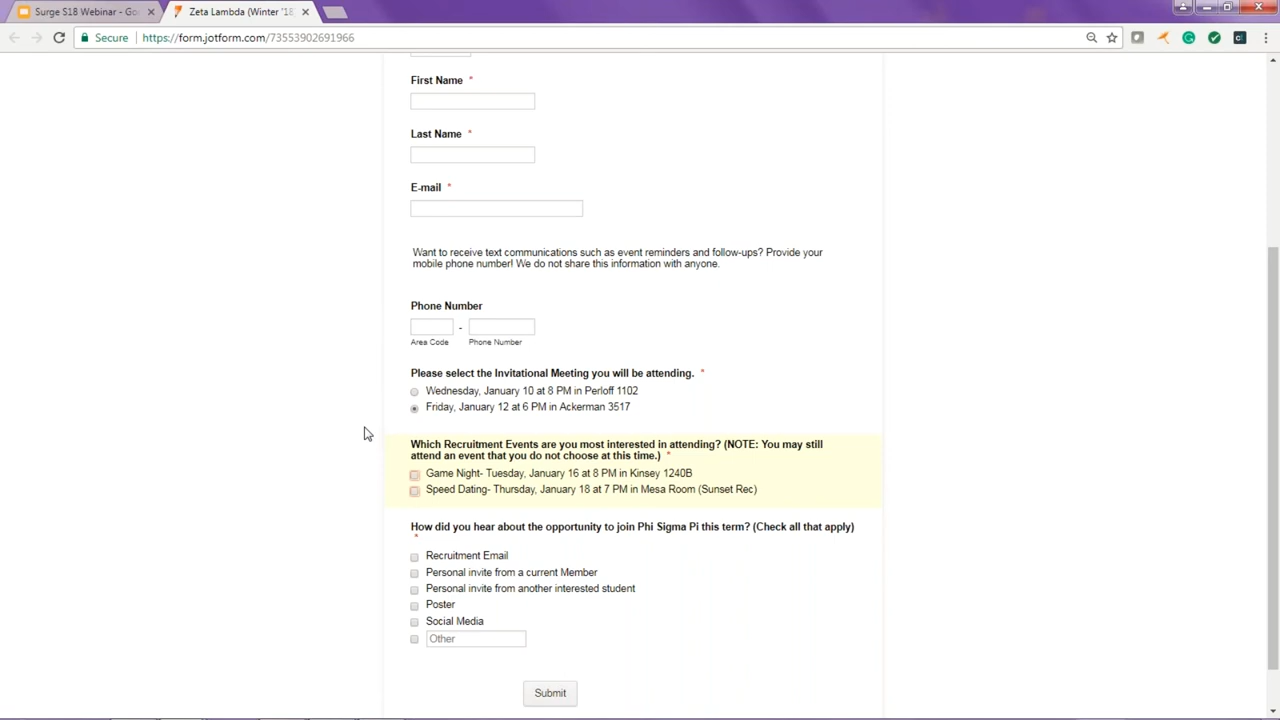 Surge S18 Webinar - Go
Zeta Lambda (Winter '18
Secure
https://form.jotform.com/73553902691966
First Name *
Last Name *
E-mail *
Want to receive text communications such as event reminders and follow-ups? Provide your
mobile phone number! We do not share this information with anyone.
Phone Number
-
Area Code Phone Number
Please select the Invitational Meeting you will be attending. *
Wednesday, January 10 at 8 PM in Perloff 1102
Friday, January 12 at 6 PM in Ackerman 3517
Which Recruitment Events are you most interested in attending? (NOTE: You may still
attend an event that you do not choose at this time.) *
Game Night- Tuesday, January 16 at 8 PM in Kinsey 1240B
Speed Dating- Thursday, January 18 at 7 PM in Mesa Room (Sunset Rec)
How did you hear about the opportunity to join Phi Sigma Pi this term? (Check all that apply)
*
Recruitment Email
Personal invite from a current Member
Personal invite from another interested student
Poster
Social Media
Other
Submit